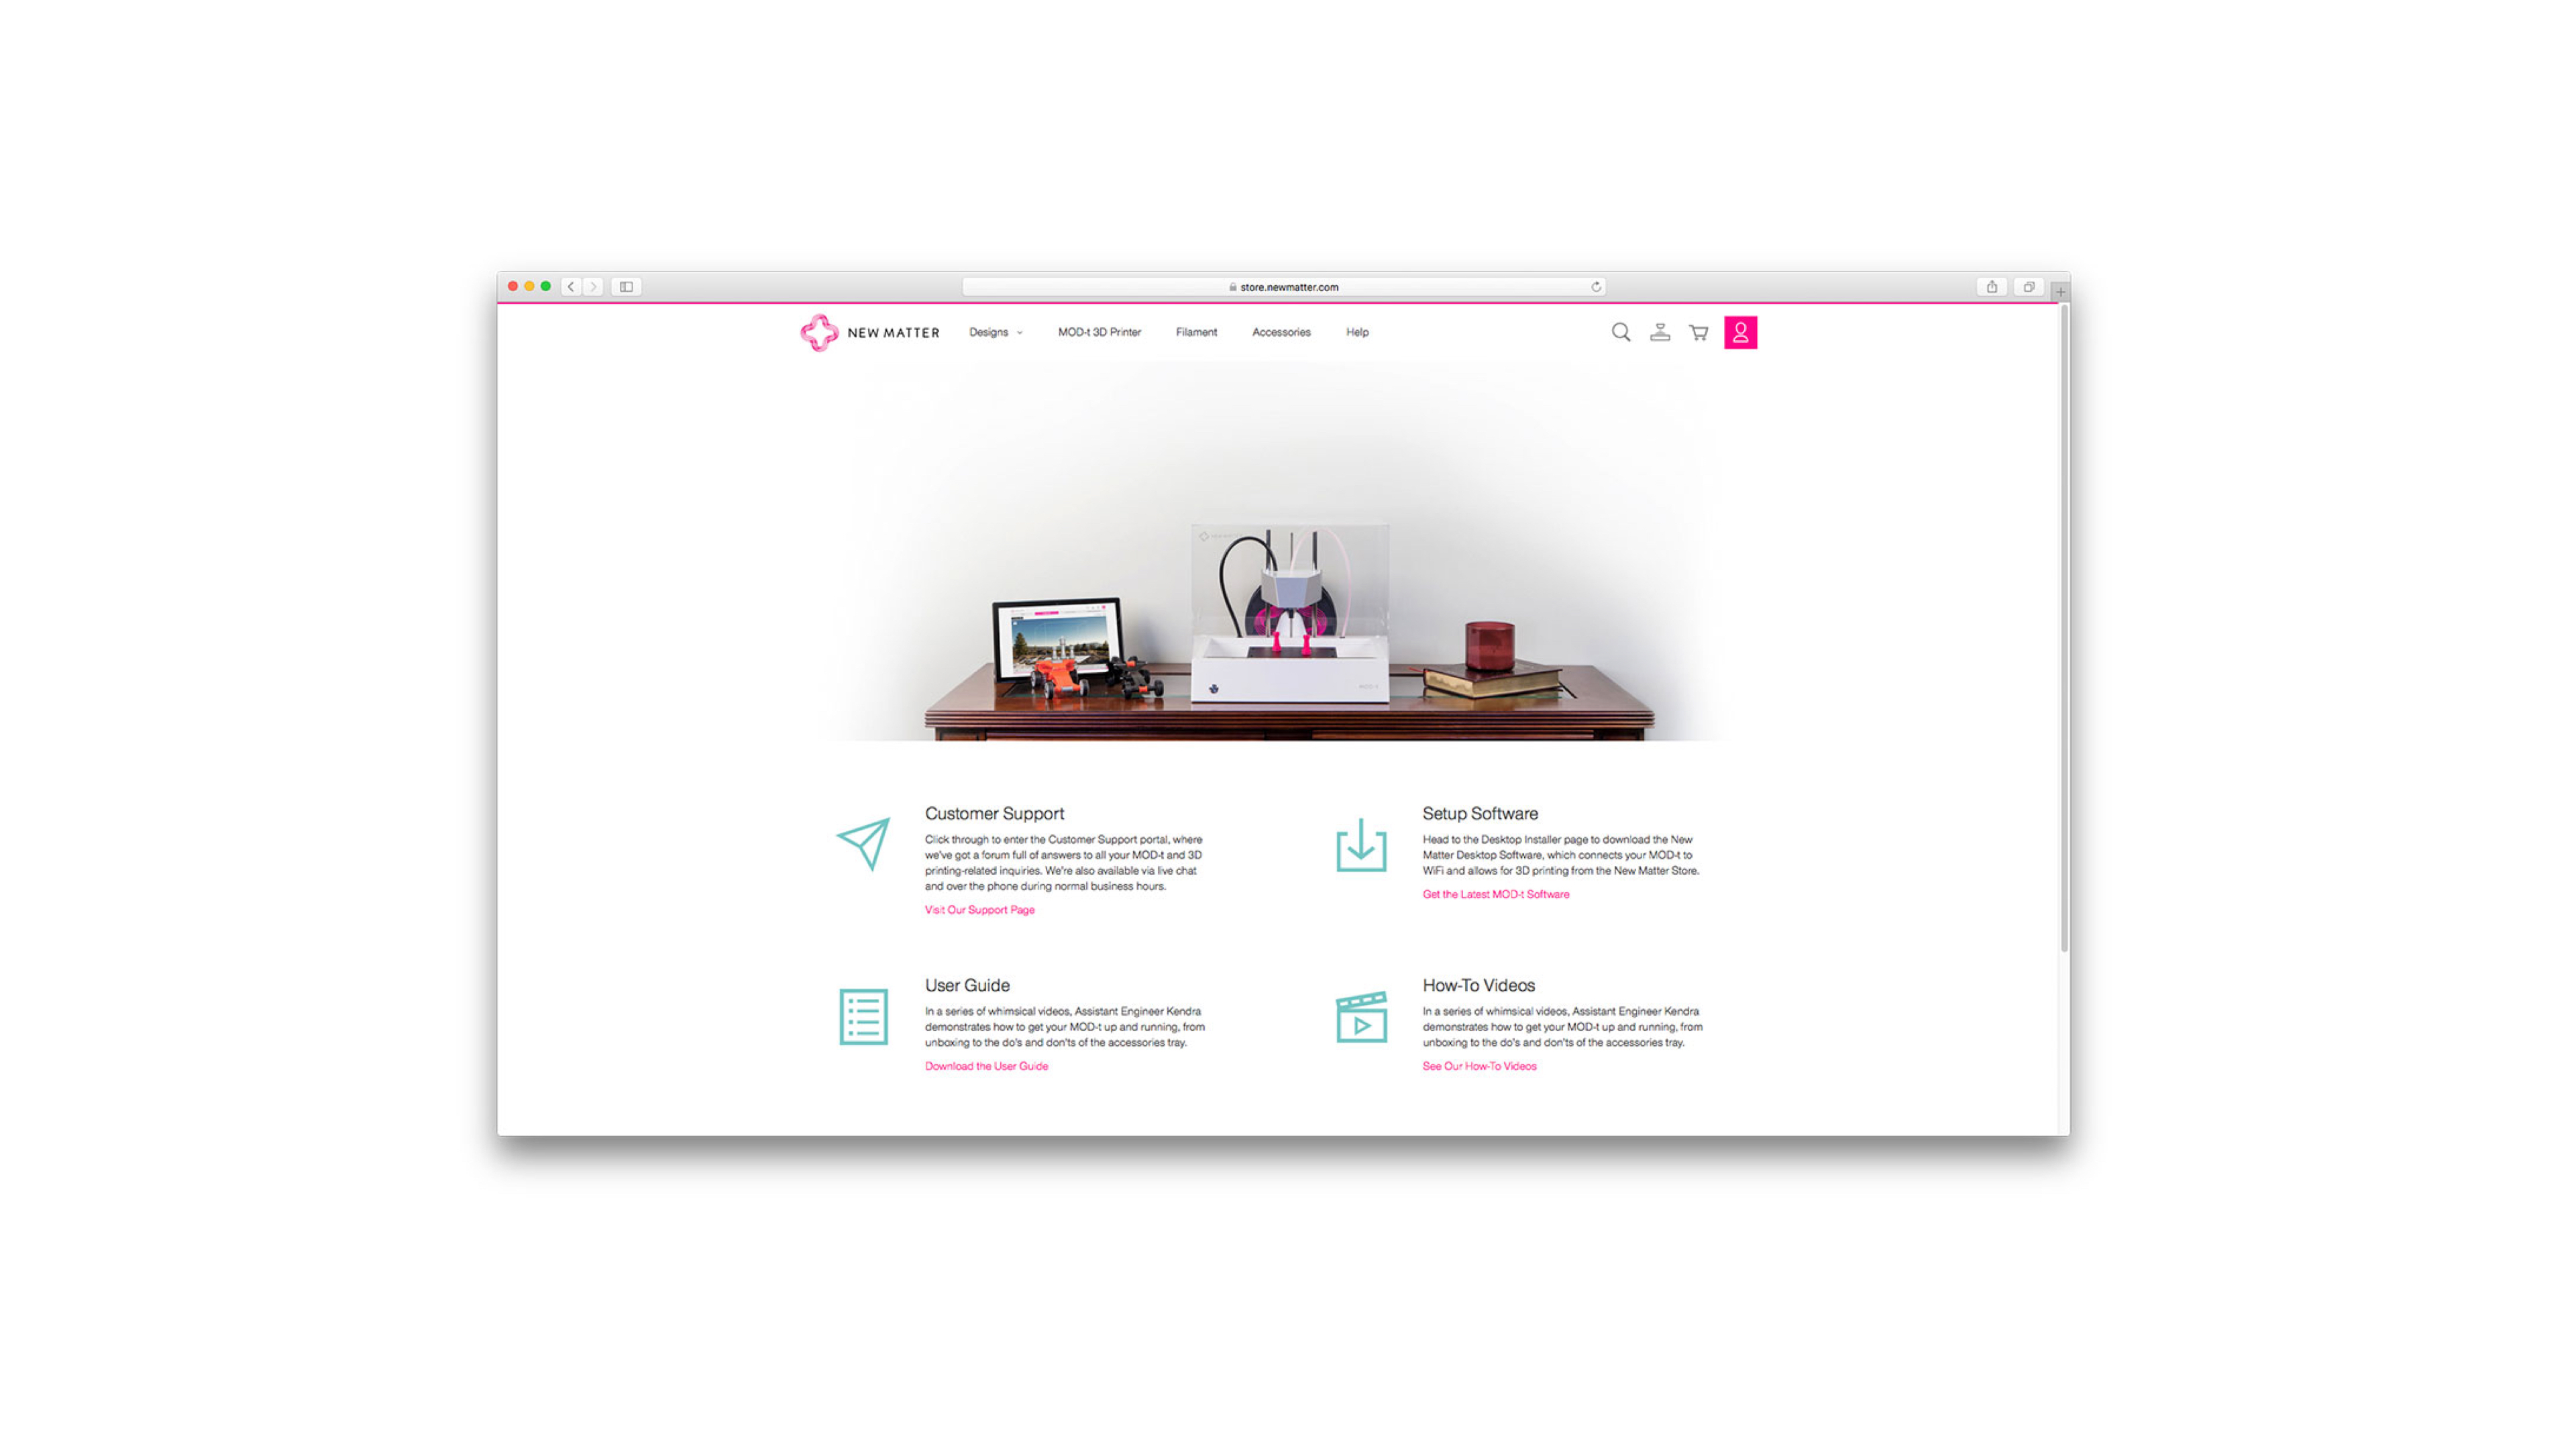 store.newmatter.com
NEW MATTER Designs MOD-t 3D Printer Filament Accessories Help
NEW MATTER
MOD-t
Customer Support
Click through to enter the Customer Support portal, where
we've got a forum full of answers to all your MOD-t and 3D
printing-related inquiries. We're also available via live chat
and over the phone during normal business hours.
Visit Our Support Page
Setup Software
Head to the Desktop Installer page to download the New
Matter Desktop Software, which connects your MOD-t to
WiFi and allows for 3D printing from the New Matter Store.
Get the Latest MOD-t Software
User Guide
In a series of whimsical videos, Assistant Engineer Kendra
demonstrates how to get your MOD-t up and running, from
unboxing to the do's and don'ts of the accessories tray.
Download the User Guide
How-To Videos
In a series of whimsical videos, Assistant Engineer Kendra
demonstrates how to get your MOD-t up and running, from
unboxing to the do's and don'ts of the accessories tray.
See Our How-To Videos